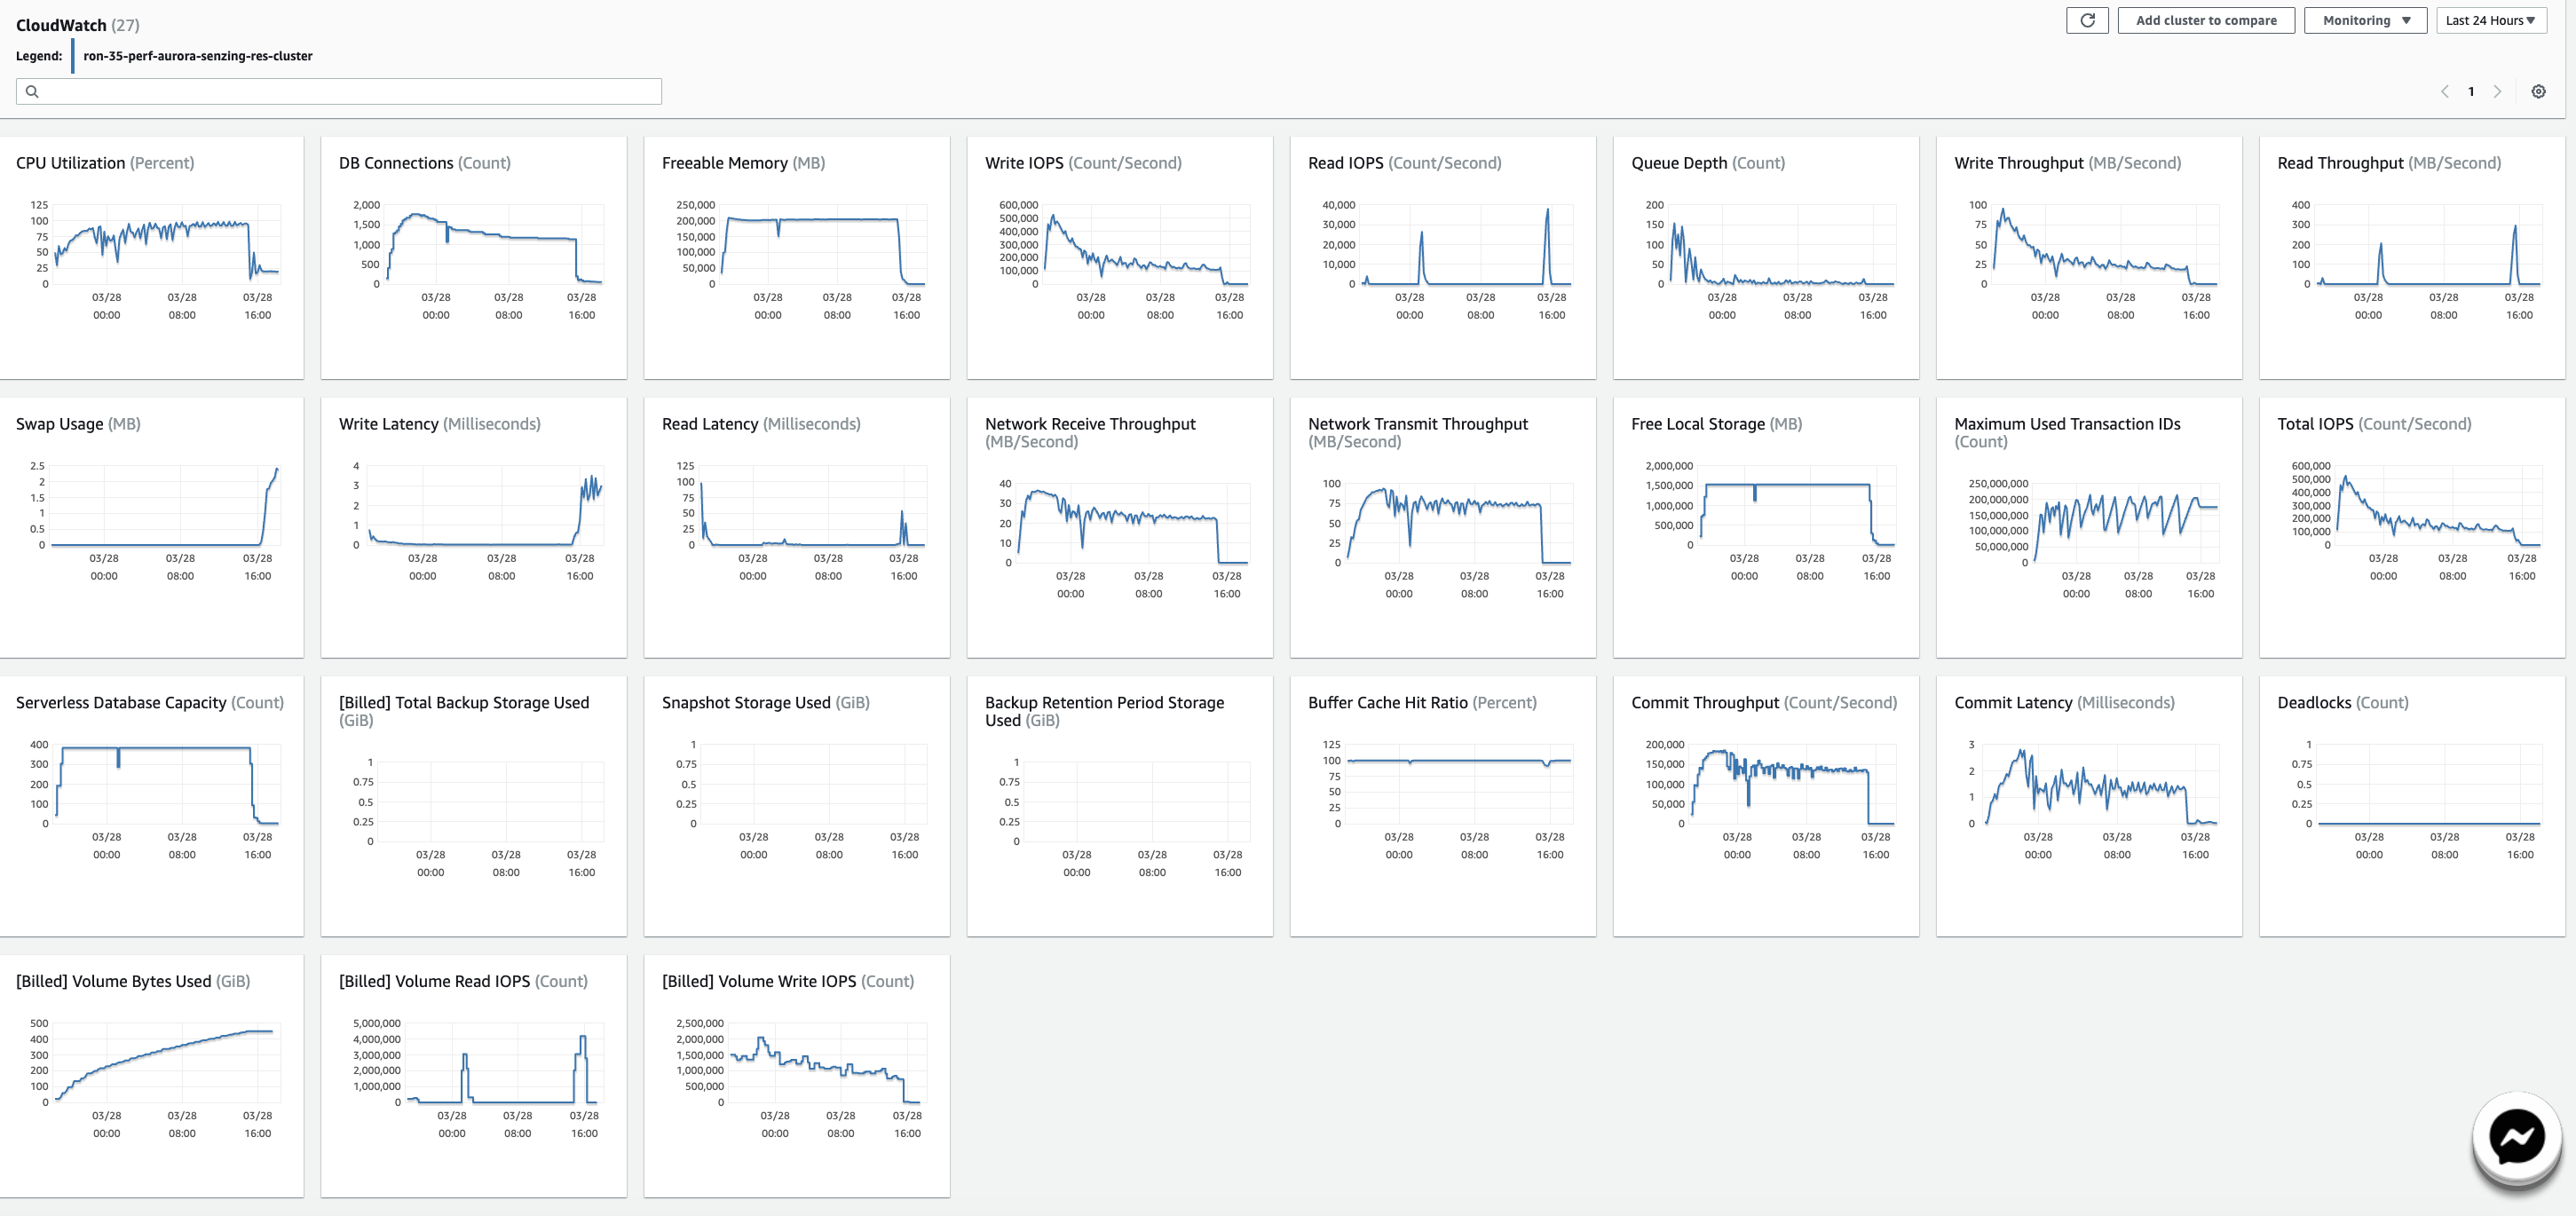 CloudWatch (27)
Add cluster to compare
Monitoring ▼
Last 24 Hours ▼
Legend:
ron-35-perf-aurora-senzing-res-cluster
1
CPU Utilization (Percent)
125
100
75
50
25
0
03/28 03/28 03/28
00:00 08:00 16:00
DB Connections (Count)
2,000
1,500
1,000
500
0
03/28 03/28 03/28
00:00 08:00 16:00
Freeable Memory (MB)
250,000
200,000
150,000
100,000
50,000
0
03/28 03/28 03/28
00:00 08:00 16:00
Write IOPS (Count/Second)
600,000
500,000
400,000
300,000
200,000
100,000
0
03/28 03/28 03/28
00:00 08:00 16:00
Read IOPS (Count/Second)
40,000
30,000
20,000
10,000
0
03/28 03/28 03/28
00:00 08:00 16:00
Queue Depth (Count)
200
150
100
50
0
03/28 03/28 03/28
00:00 08:00 16:00
Write Throughput (MB/Second)
100
75
50
25
0
03/28 03/28 03/28
00:00 08:00 16:00
Read Throughput (MB/Second)
400
300
200
100
0
03/28 03/28 03/28
00:00 08:00 16:00
Swap Usage (MB)
2.5
2
1.5
1
0.5
0
03/28 03/28 03/28
00:00 08:00 16:00
Write Latency (Milliseconds)
4
3
2
1
0
03/28 03/28 03/28
00:00 08:00 16:00
Read Latency (Milliseconds)
125
100
75
50
25
0
03/28 03/28 03/28
00:00 08:00 16:00
Network Receive Throughput
(MB/Second)
40
30
20
10
0
03/28 03/28 03/28
00:00 08:00 16:00
Network Transmit Throughput
(MB/Second)
100
75
50
25
0
03/28 03/28 03/28
00:00 08:00 16:00
Free Local Storage (MB)
2,000,000
1,500,000
1,000,000
500,000
0
03/28 03/28 03/28
00:00 08:00 16:00
Maximum Used Transaction IDs
(Count)
250,000,000
200,000,000
150,000,000
100,000,000
50,000,000
0
03/28 03/28 03/28
00:00 08:00 16:00
Total IOPS (Count/Second)
600,000
500,000
400,000
300,000
200,000
100,000
0
03/28 03/28 03/28
00:00 08:00 16:00
Serverless Database Capacity (Count)
400
300
200
100
0
03/28 03/28 03/28
00:00 08:00 16:00
[Billed] Total Backup Storage Used
(GiB)
1
0.75
0.5
0.25
0
03/28 03/28 03/28
00:00 08:00 16:00
Snapshot Storage Used (GiB)
1
0.75
0.5
0.25
0
03/28 03/28 03/28
00:00 08:00 16:00
Backup Retention Period Storage
Used (GiB)
1
0.75
0.5
0.25
0
03/28 03/28 03/28
00:00 08:00 16:00
Buffer Cache Hit Ratio (Percent)
125
100
75
50
25
0
03/28 03/28 03/28
00:00 08:00 16:00
Commit Throughput (Count/Second)
200,000
150,000
100,000
50,000
0
03/28 03/28 03/28
00:00 08:00 16:00
Commit Latency (Milliseconds)
3
2
1
0
03/28 03/28 03/28
00:00 08:00 16:00
Deadlocks (Count)
1
0.75
0.5
0.25
0
03/28 03/28 03/28
00:00 08:00 16:00
[Billed] Volume Bytes Used (GiB)
500
400
300
200
100
0
03/28 03/28 03/28
00:00 08:00 16:00
[Billed] Volume Read IOPS (Count)
5,000,000
4,000,000
3,000,000
2,000,000
1,000,000
0
03/28 03/28 03/28
00:00 08:00 16:00
[Billed] Volume Write IOPS (Count)
2,500,000
2,000,000
1,500,000
1,000,000
500,000
0
03/28 03/28 03/28
00:00 08:00 16:00